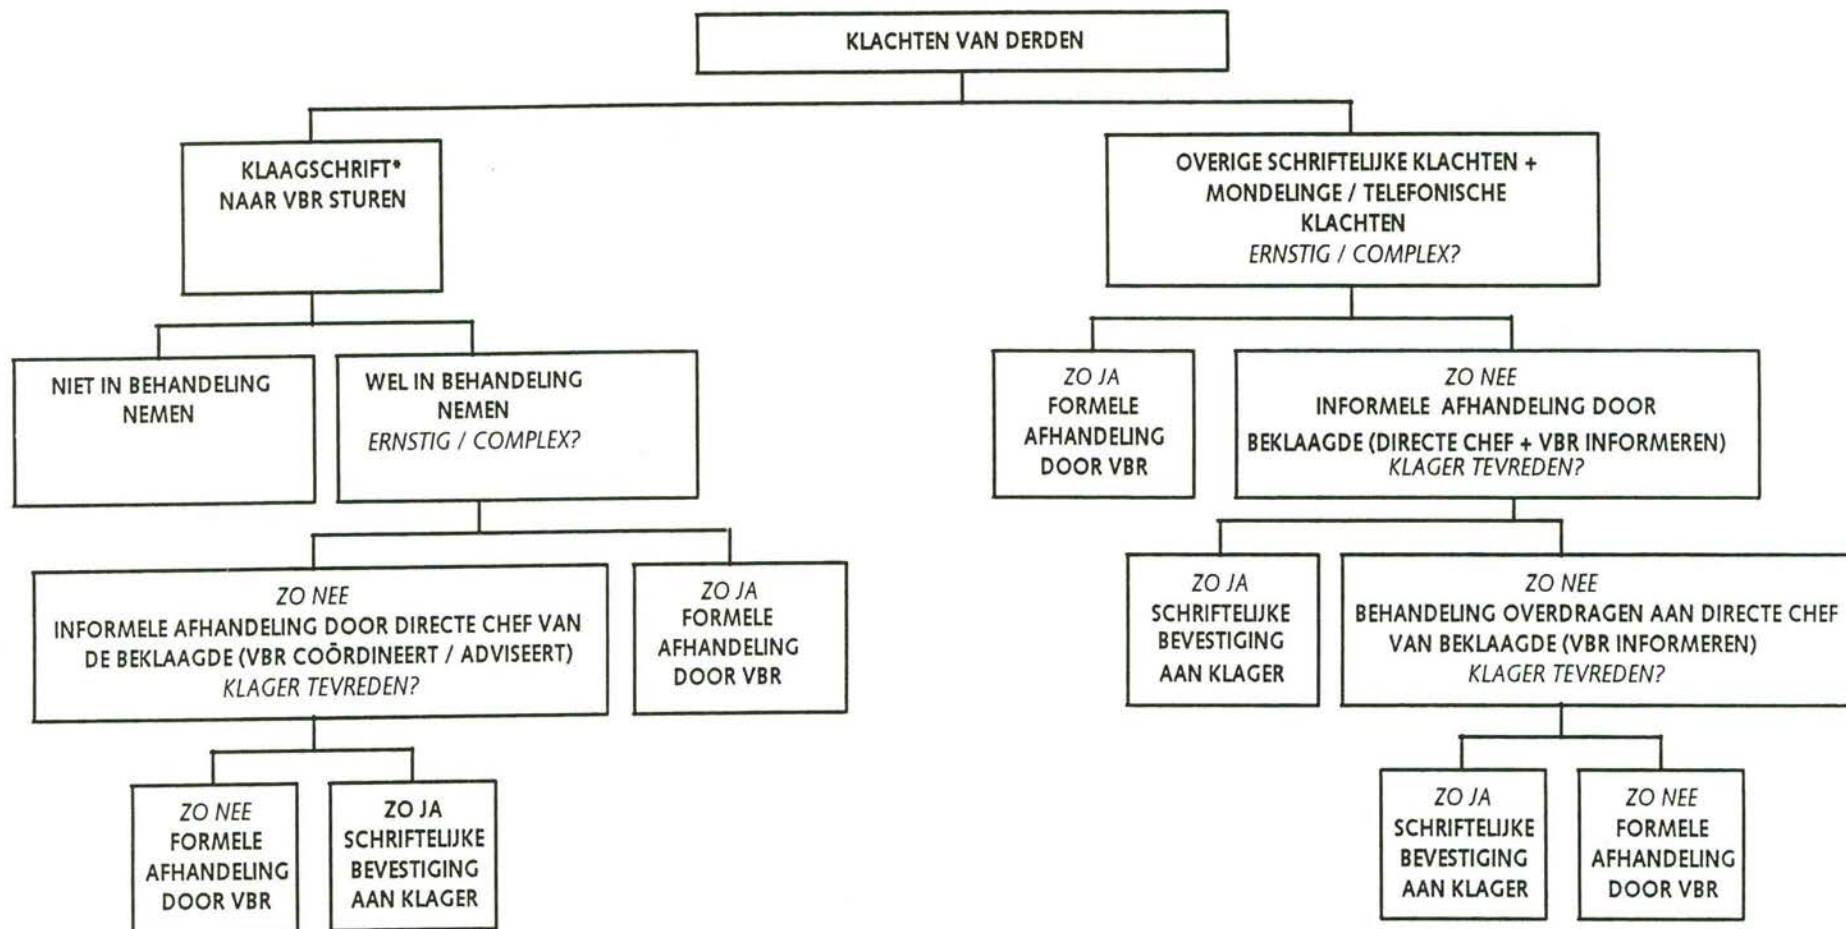 KLACHTEN VAN DERDEN
KLAAGSCHRIFT*
NAAR VBR STUREN
OVERIGE SCHRIFTELIJKE KLACHTEN +
MONDELINGE / TELEFONISCHE
KLACHTEN
ERNSTIG / COMPLEX?
NIET IN BEHANDELING
NEMEN
WEL IN BEHANDELING
NEMEN
ERNSTIG / COMPLEX?
ZO JA
FORMELE
AFHANDELING
DOOR VBR
ZO NEE
INFORMELE AFHANDELING DOOR
BEKLAAGDE (DIRECTE CHEF + VBR INFORMEREN)
KLAGER TEVREDEN?
ZO NEE
INFORMELE AFHANDELING DOOR DIRECTE CHEF VAN
DE BEKLAAGDE (VBR COÖRDINEERT / ADVISEERT)
KLAGER TEVREDEN?
ZO JA
FORMELE
AFHANDELING
DOOR VBR
ZO JA
SCHRIFTELIJKE
BEVESTIGING
AAN KLAGER
ZO NEE
BEHANDELING OVERDRAGEN AAN DIRECTE CHEF
VAN BEKLAAGDE (VBR INFORMEREN)
KLAGER TEVREDEN?
ZO NEE
FORMELE
AFHANDELING
DOOR VBR
ZO JA
SCHRIFTELIJKE
BEVESTIGING
AAN KLAGER
ZO JA
SCHRIFTELIJKE
BEVESTIGING
AAN KLAGER
ZO NEE
FORMELE
AFHANDELING
DOOR VBR